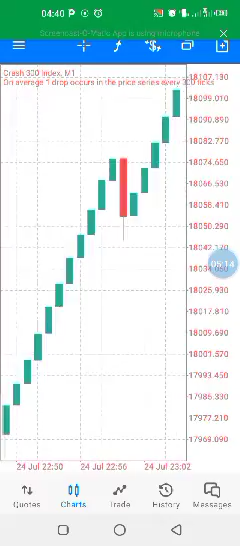 04:40 P
Screencast-O-Matic App is using microphone
Crash 300 Index, M1
On average 1 drop occurs in the price series every 300 ticks
18107.130
18099.010
18090.890
18082.770
18074.650
18066.530
18058.410
18050.290
18042.170
18034.050
18025.930
18017.810
18009.690
18001.570
17993.450
17985.330
17977.210
17969.090
05:14
24 Jul 22:50
24 Jul 22:56
24 Jul 23:02
Quotes
Charts
Trade
History
Messages